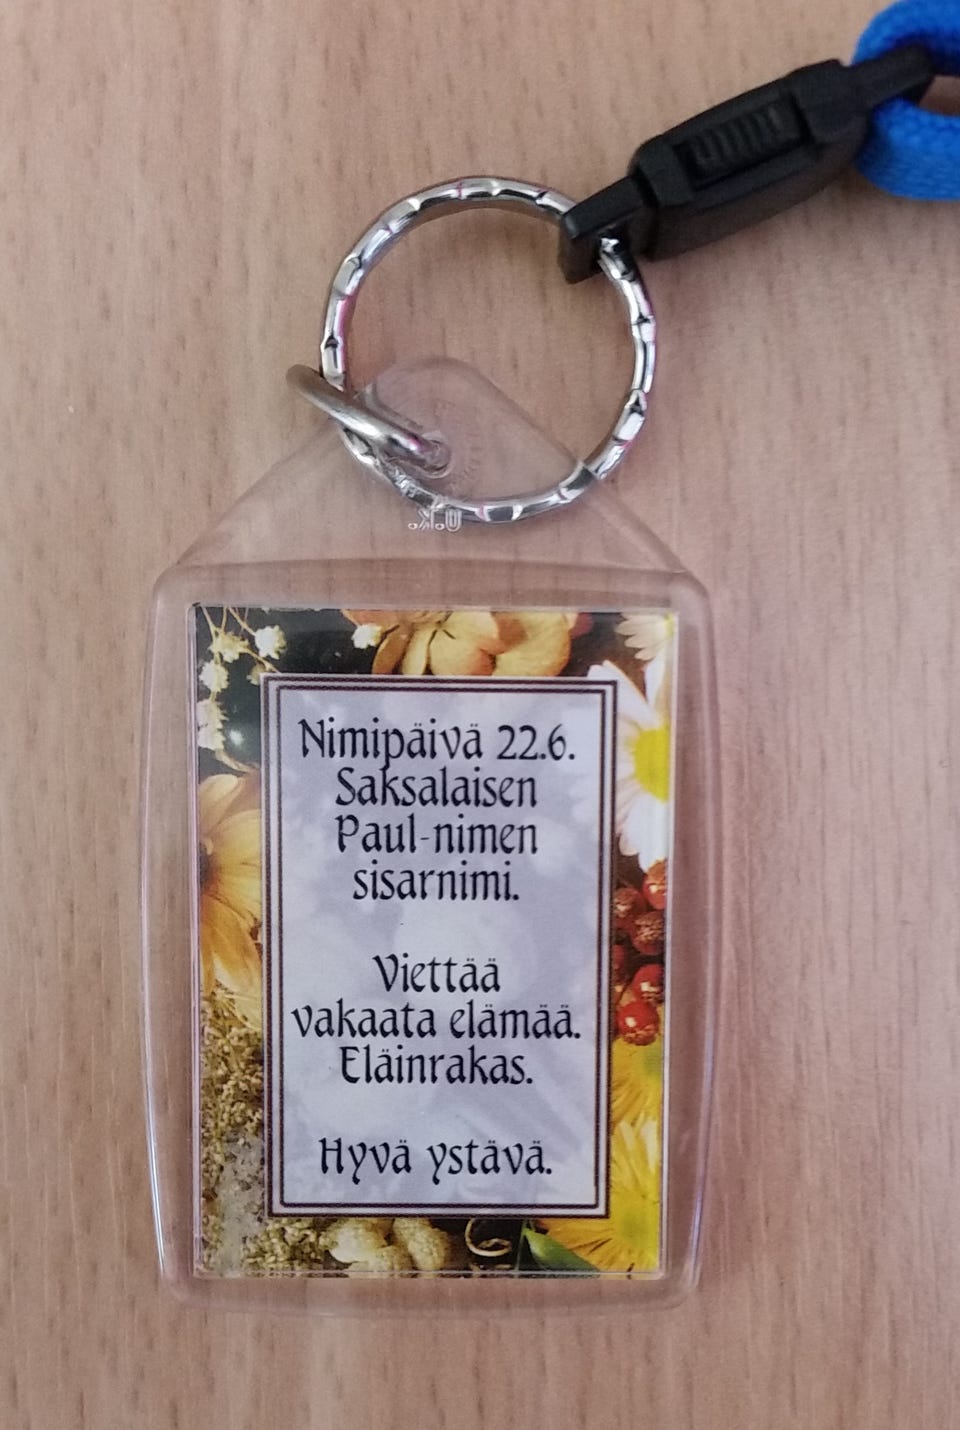 U.K.
Nimipäivä 22.6.
Saksalaisen
Paul-nimen
sisarnimi.
Viettää
vakaata elämää.
Eläinrakas.
Hyvä ystävä.